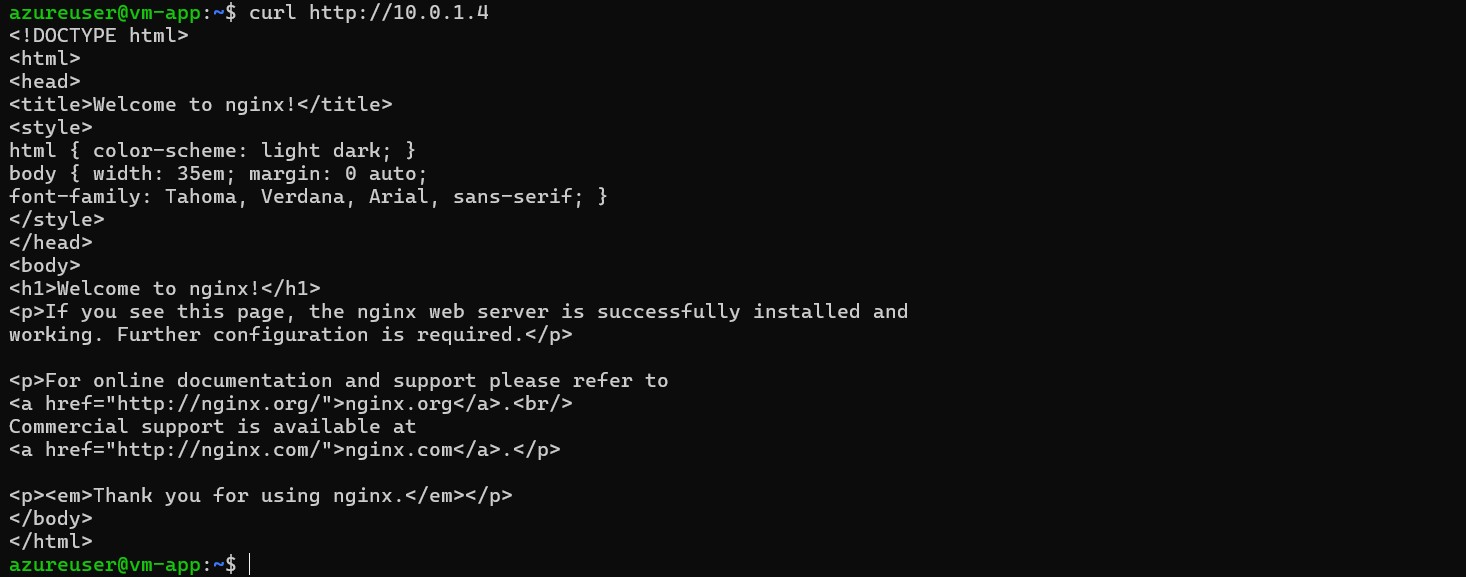 azureuser@vm-app:~$ curl http://10.0.1.4
<!DOCTYPE html>
<html>
<head>
<title>Welcome to nginx!</title>
<style>
html { color-scheme: light dark; }
body { width: 35em; margin: 0 auto;
font-family: Tahoma, Verdana, Arial, sans-serif; }
</style>
</head>
<body>
<h1>Welcome to nginx!</h1>
<p>If you see this page, the nginx web server is successfully installed and
working. Further configuration is required.</p>

<p>For online documentation and support please refer to
<a href="http://nginx.org/">nginx.org</a>.<br/>
Commercial support is available at
<a href="http://nginx.com/">nginx.com</a>.</p>

<p><em>Thank you for using nginx.</em></p>
</body>
</html>
azureuser@vm-app:~$